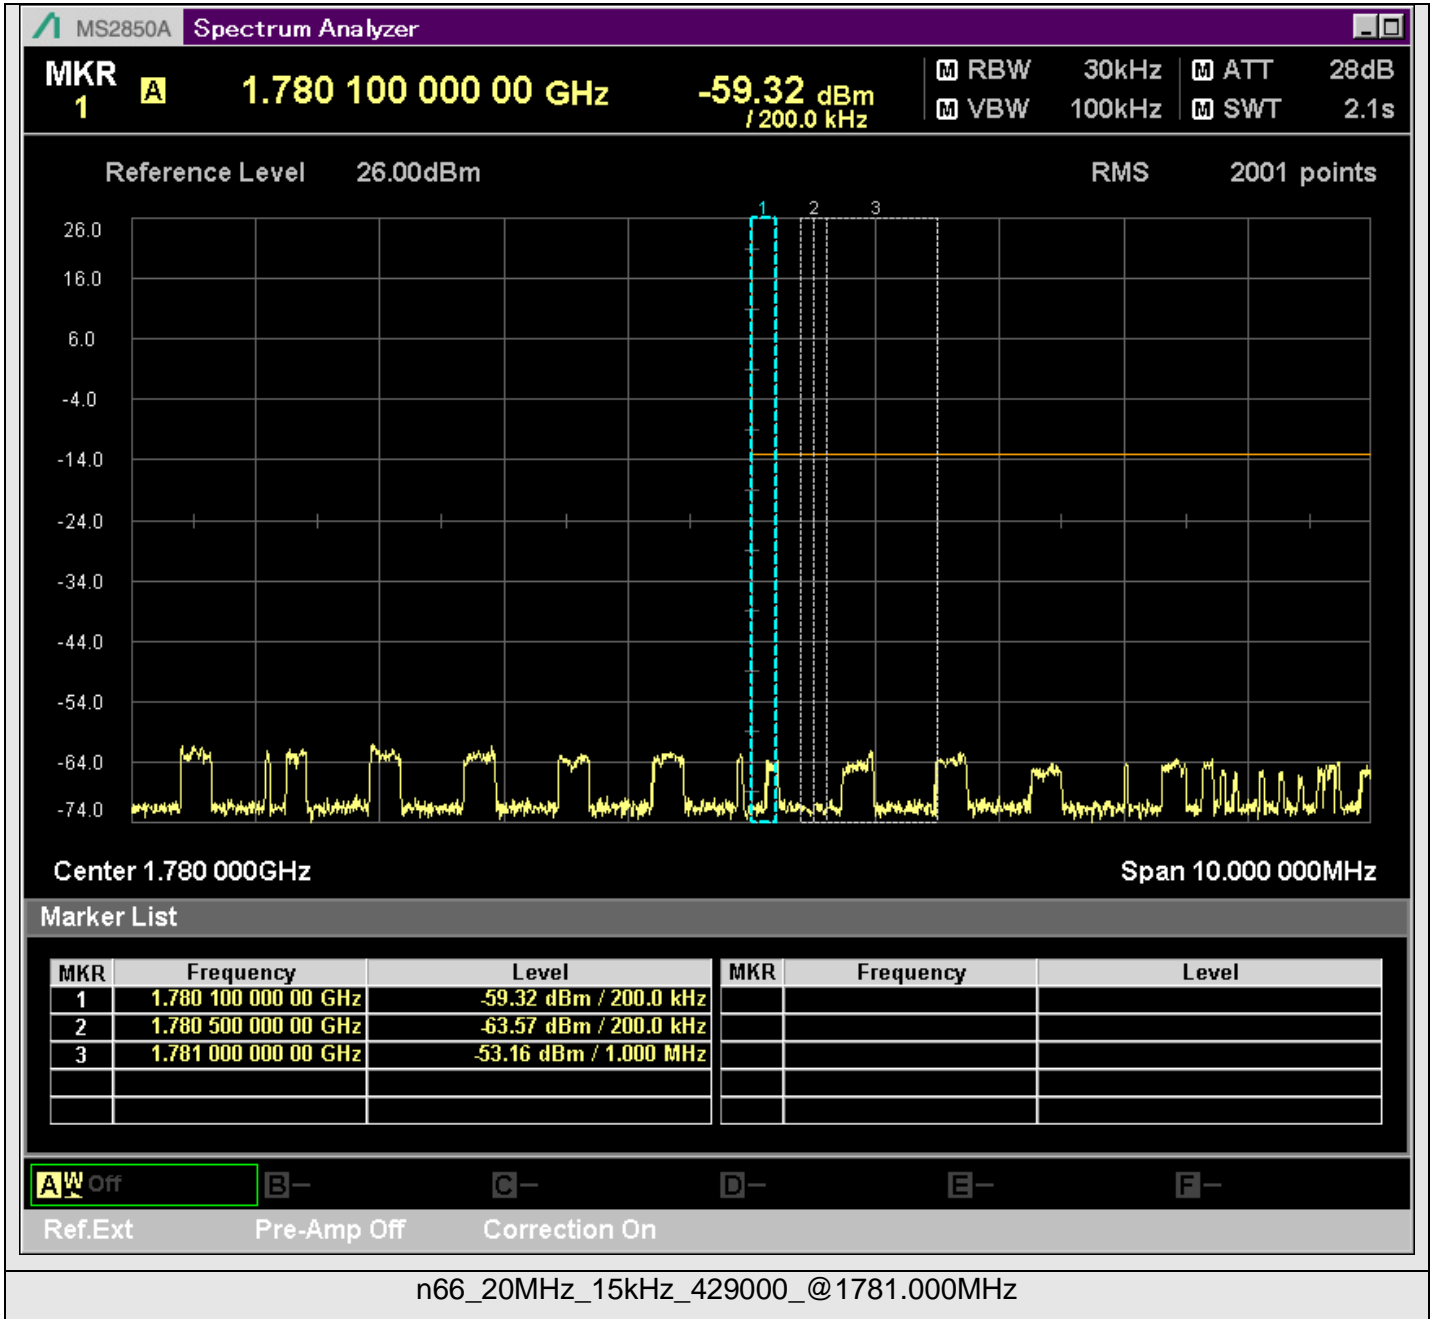 MS2850A Spectrum Analyzer
MKR 1 A 1.780 100 000 00 GHz -59.32 dBm / 200.0 kHz
M RBW 30kHz M ATT 28dB
M VBW 100kHz M SWT 2.1s
Reference Level 26.00dBm RMS 2001 points
1 2 3
26.0
16.0
6.0
-4.0
-14.0
-24.0
-34.0
-44.0
-54.0
-64.0
-74.0
Center 1.780 000GHz Span 10.000 000MHz
Marker List
MKR Frequency Level MKR Frequency Level
1 1.780 100 000 00 GHz -59.32 dBm / 200.0 kHz
2 1.780 500 000 00 GHz -63.57 dBm / 200.0 kHz
3 1.781 000 000 00 GHz -53.16 dBm / 1.000 MHz
A W Off B- C- D- E- F-
Ref.Ext Pre-Amp Off Correction On
n66_20MHz_15kHz_429000_@1781.000MHz